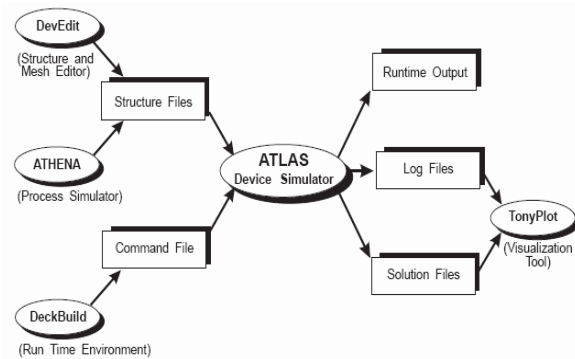 DevEdit
(Structure and
Mesh Editor)
Structure Files
ATHENA
(Process Simulator)
Command File
DeckBuild
(Run Time Environment)
ATLAS
Device Simulator
Runtime Output
Log Files
Solution Files
TonyPlot
(Visualization
Tool)